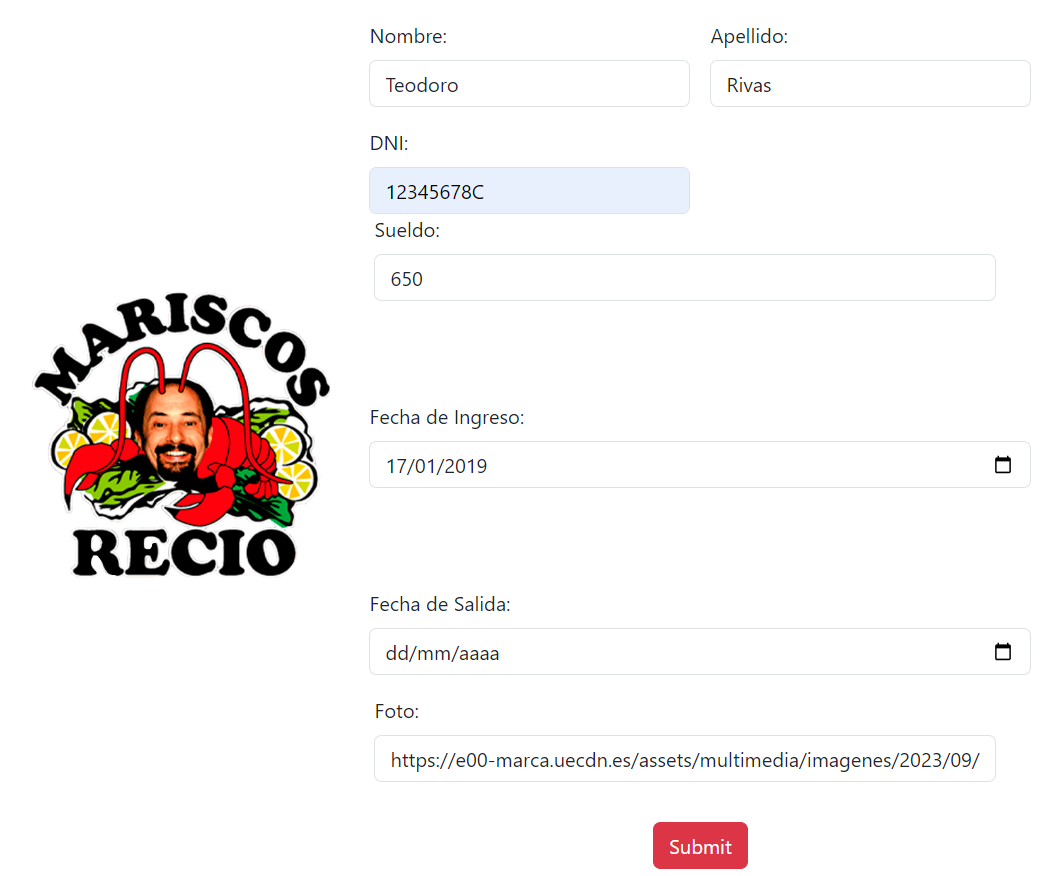 MARISCOS
RECIO
Nombre:
Teodoro
Apellido:
Rivas
DNI:
12345678C
Sueldo:
650
Fecha de Ingreso:
17/01/2019
Fecha de Salida:
dd/mm/aaaa
Foto:
https://e00-marca.uecdn.es/assets/multimedia/imagenes/2023/09/
Submit